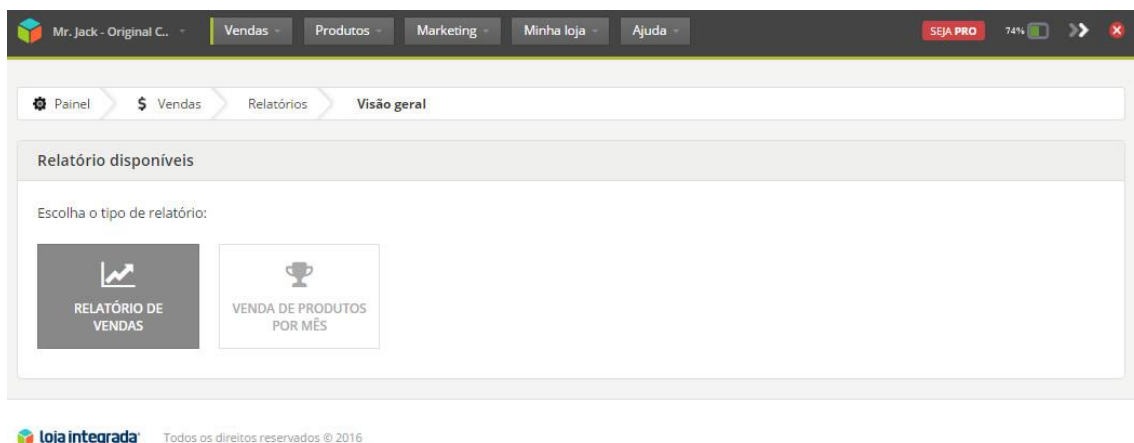 Mr. Jack - Original C.. Vendas Produtos Marketing Minha loja Ajuda SEJA PRO 74%
Painel $ Vendas Relatórios Visão geral
Relatório disponíveis
Escolha o tipo de relatório:
RELATÓRIO DE
VENDAS
VENDA DE PRODUTOS
POR MÊS
loja integrada Todos os direitos reservados © 2016